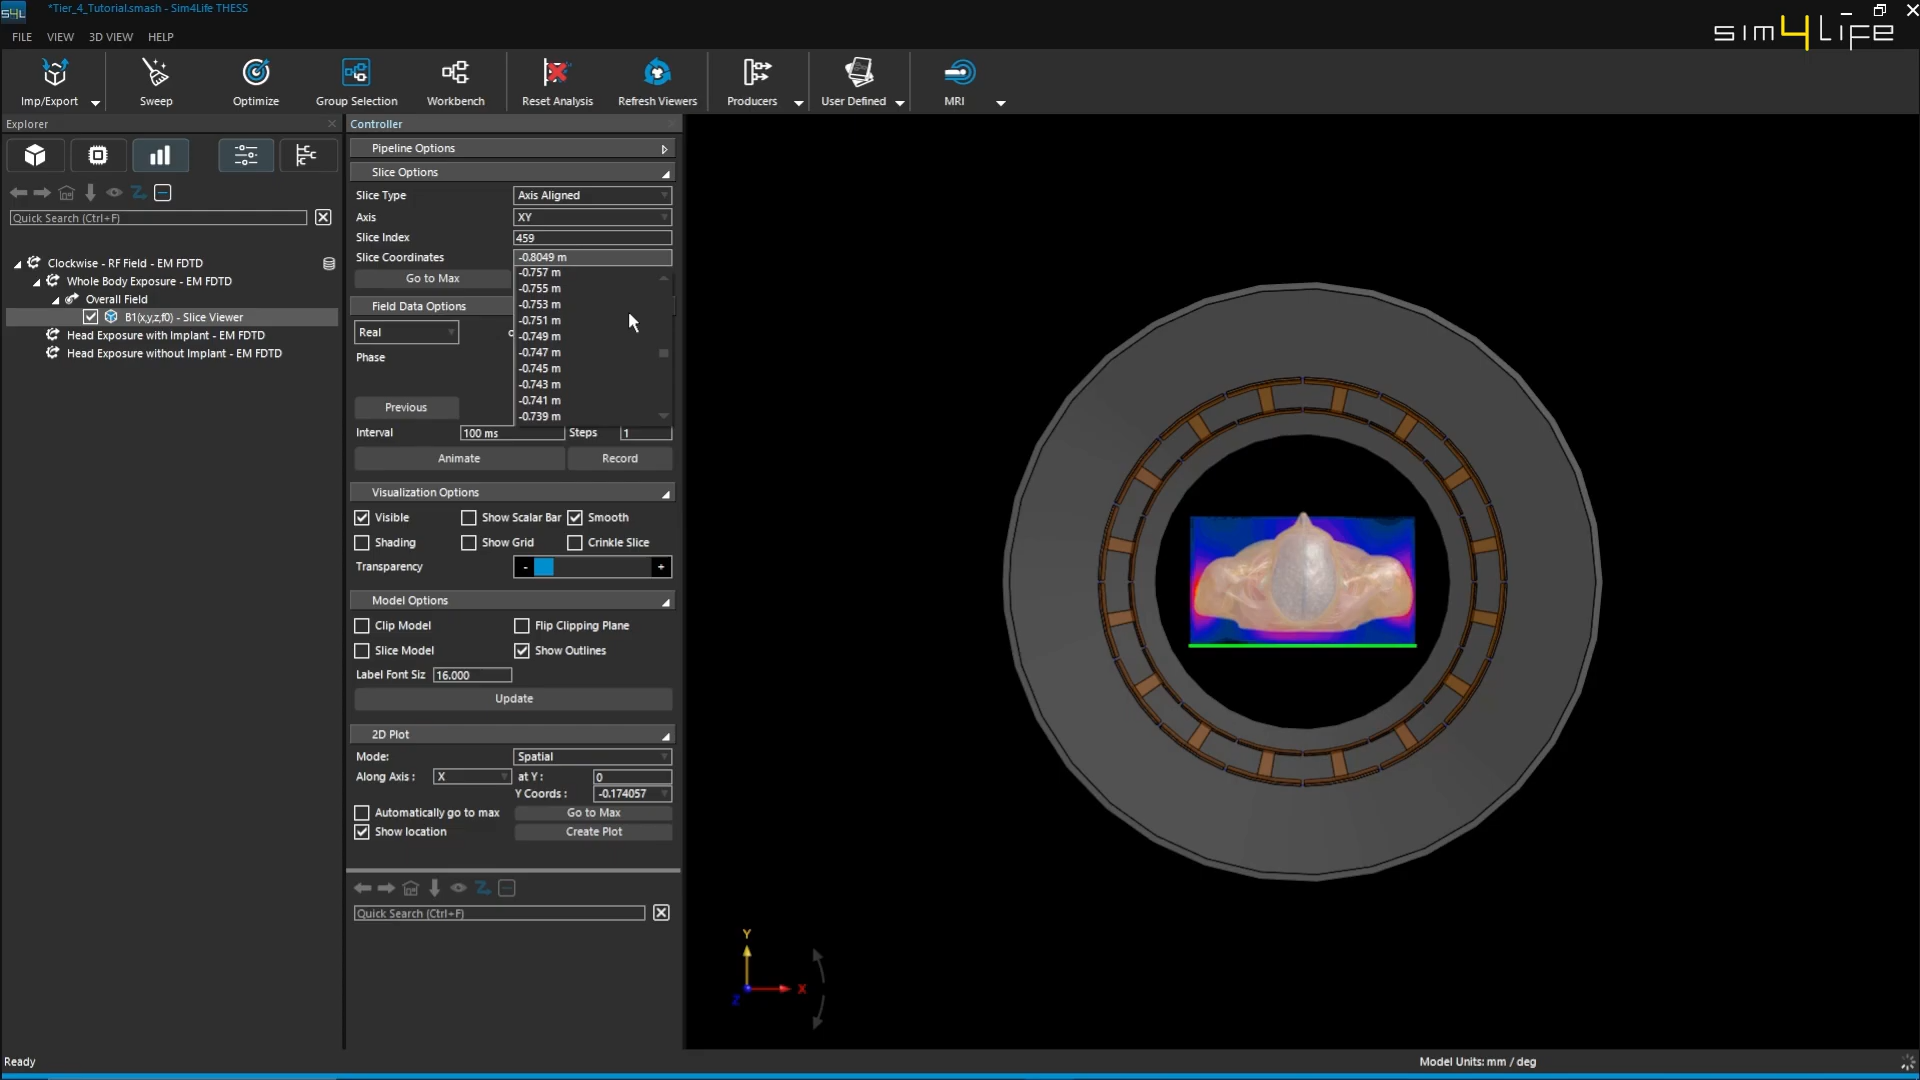 S4L
*Tier_4_Tutorial.smash - Sim4Life THESS
FILE VIEW 3D VIEW HELP
sim4life
Imp/Export Sweep Optimize Group Selection Workbench Reset Analysis Refresh Viewers Producers User Defined MRI
Explorer
Quick Search (Ctrl+F)
Clockwise - RF Field - EM FDTD
Whole Body Exposure - EM FDTD
Overall Field
B1(x,y,z,f0) - Slice Viewer
Head Exposure with Implant - EM FDTD
Head Exposure without Implant - EM FDTD
Controller
Pipeline Options
Slice Options
Slice Type Axis Aligned
Axis XY
Slice Index 459
Slice Coordinates -0.8049 m
Go to Max
-0.757 m
-0.755 m
-0.753 m
-0.751 m
-0.749 m
-0.747 m
-0.745 m
-0.743 m
-0.741 m
-0.739 m
Field Data Options
Real
Phase
Previous
Interval 100 ms Steps 1
Animate Record
Visualization Options
Visible Show Scalar Bar Smooth
Shading Show Grid Crinkle Slice
Transparency - +
Model Options
Clip Model Flip Clipping Plane
Slice Model Show Outlines
Label Font Siz 16.000
Update
2D Plot
Mode: Spatial
Along Axis : X at Y : 0
Y Coords : -0.174057
Automatically go to max Go to Max
Show location Create Plot
Quick Search (Ctrl+F)
Y
X
Z
Ready
Model Units: mm / deg